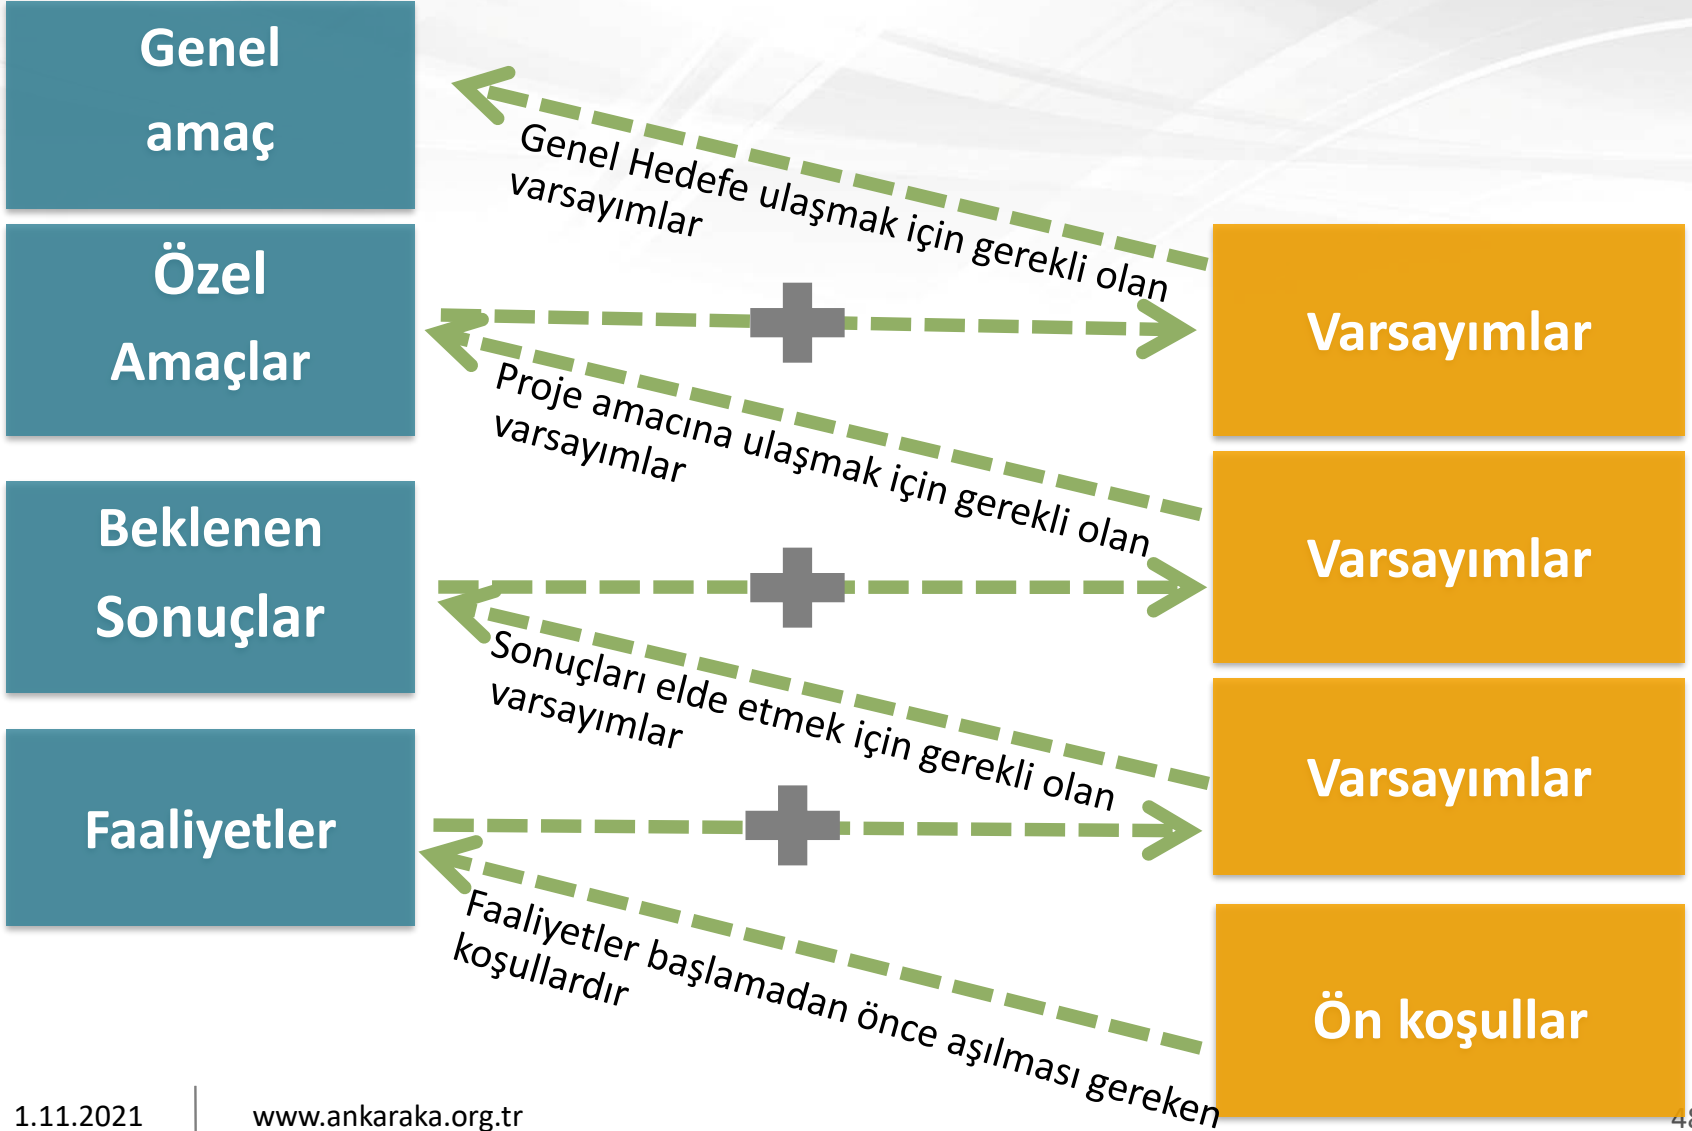 Genel
amaç
Genel Hedefe ulaşmak için gerekli olan
varsayımlar
Özel
Amaçlar
Varsayımlar
Proje amacına ulaşmak için gerekli olan
varsayımlar
Beklenen
Sonuçlar
Varsayımlar
Sonuçları elde etmek için gerekli olan
varsayımlar
Faaliyetler
Varsayımlar
Faaliyetler başlamadan önce aşılması gereken
koşullardır
Ön koşullar
1.11.2021
www.ankaraka.org.tr